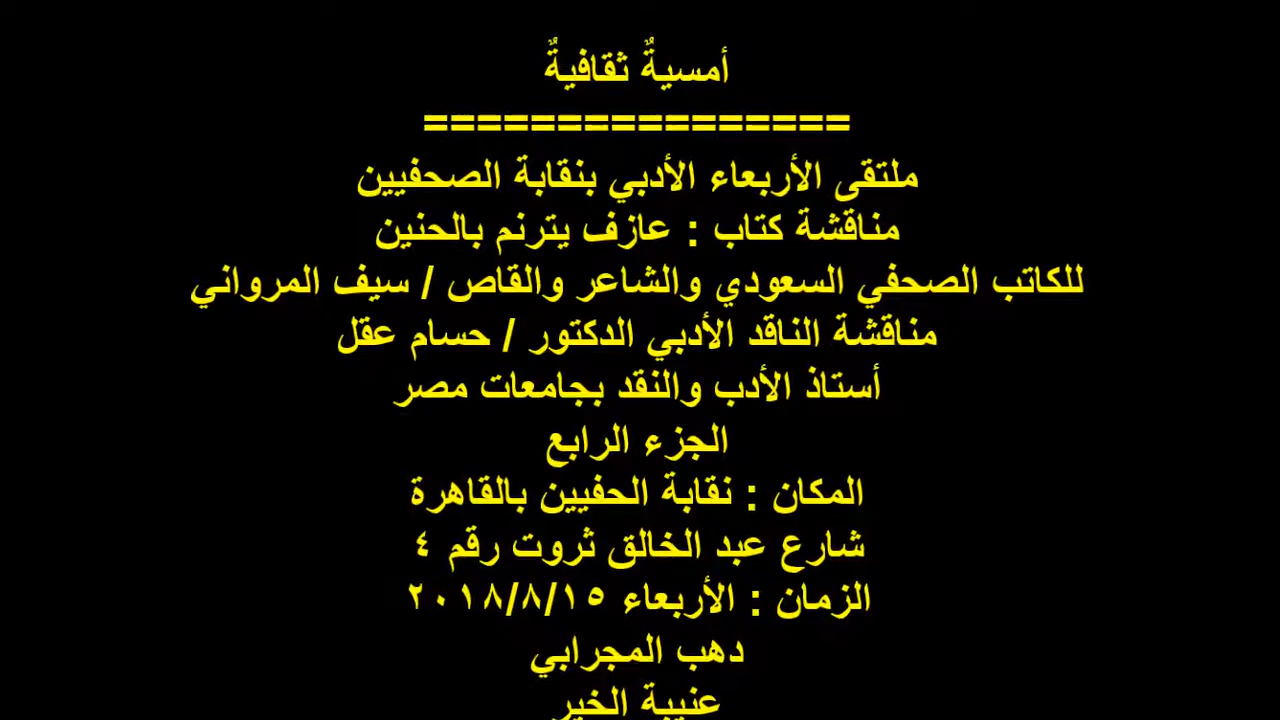 أمسيةٌ ثقافيةٌ
================
ملتقى الأربعاء الأدبي بنقابة الصحفيين
مناقشة كتاب : عازف يترنم بالحنين
للكاتب الصحفي السعودي والشاعر والقاص / سيف المرواني
مناقشة الناقد الأدبي الدكتور / حسام عقل
أستاذ الأدب والنقد بجامعات مصر
الجزء الرابع
المكان : نقابة الحفيين بالقاهرة
شارع عبد الخالق ثروت رقم ٤
الزمان : الأربعاء ٢٠١٨/٨/١٥
دهب المجرابي
عنيبة الخير